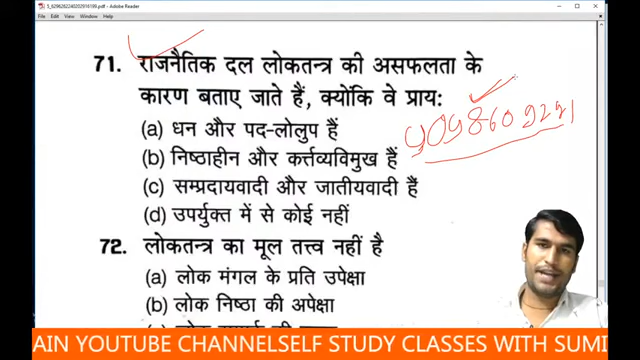 5_6296282240202916199.pdf - Adobe Reader
File Edit View Window Help
71. राजनैतिक दल लोकतन्त्र की असफलता के
कारण बताए जाते हैं, क्योंकि वे प्रायः
(a) धन और पद-लोलुप हैं
(b) निष्ठाहीन और कर्त्तव्यविमुख हैं
(c) सम्प्रदायवादी और जातीयवादी हैं
(d) उपर्युक्त में से कोई नहीं
72. लोकतन्त्र का मूल तत्त्व नहीं है
(a) लोक मंगल के प्रति उपेक्षा
(b) लोक निष्ठा की अपेक्षा
AIN YOUTUBE CHANNELSELF STUDY CLASSES WITH SUMI